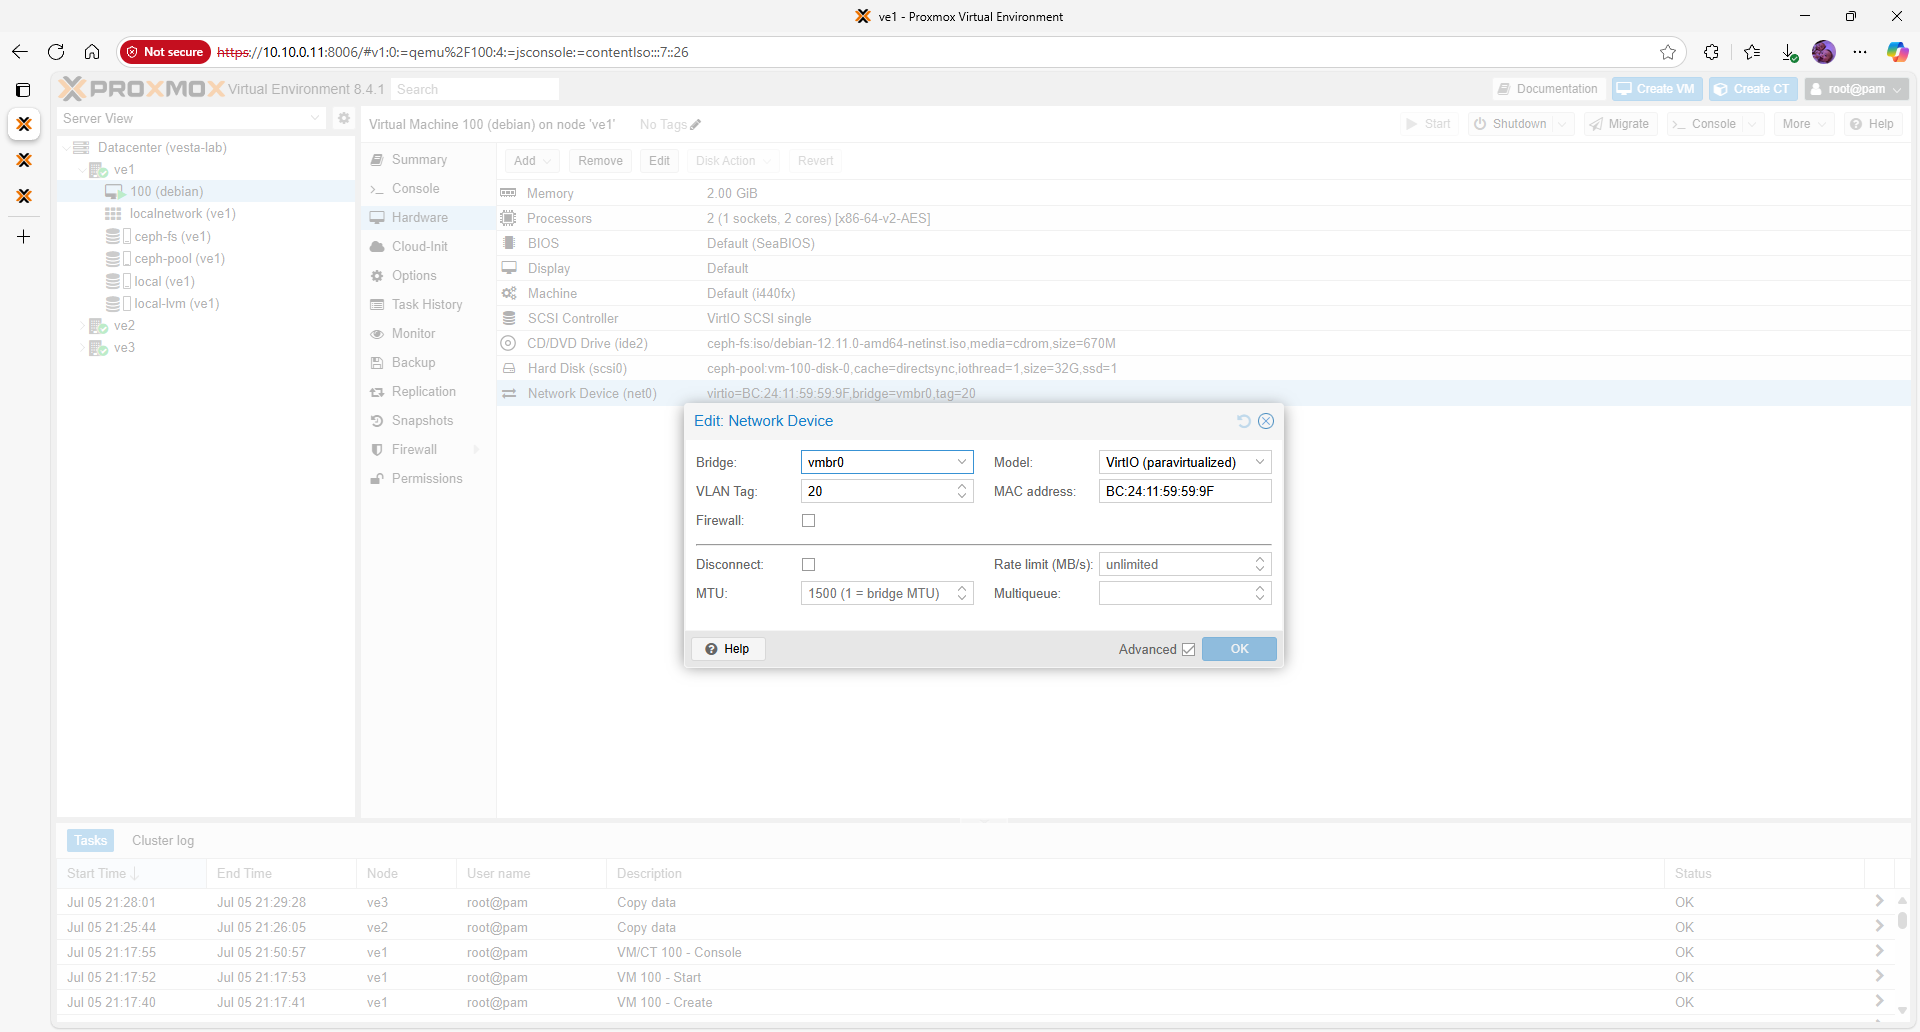 ve1 - Proxmox Virtual Environment
Not secure https://10.10.0.11:8006/#v1:0:=qemu%2F100:4:=jsconsole:=contentIso:::7::26
PROXMOX Virtual Environment 8.4.1 Search Documentation Create VM Create CT root@pam
Server View
Datacenter (vesta-lab)
ve1
100 (debian)
localnetwork (ve1)
ceph-fs (ve1)
ceph-pool (ve1)
local (ve1)
local-lvm (ve1)
ve2
ve3
Virtual Machine 100 (debian) on node 've1' No Tags Start Shutdown Migrate Console More Help
Summary
Console
Hardware
Cloud-Init
Options
Task History
Monitor
Backup
Replication
Snapshots
Firewall
Permissions
Add Remove Edit Disk Action Revert
Memory 2.00 GiB
Processors 2 (1 sockets, 2 cores) [x86-64-v2-AES]
BIOS Default (SeaBIOS)
Display Default
Machine Default (i440fx)
SCSI Controller VirtIO SCSI single
CD/DVD Drive (ide2) ceph-fs:iso/debian-12.11.0-amd64-netinst.iso,media=cdrom,size=670M
Hard Disk (scsi0) ceph-pool:vm-100-disk-0,cache=directsync,iothread=1,size=32G,ssd=1
Network Device (net0) virtio=BC:24:11:59:59:9F,bridge=vmbr0,tag=20
Edit: Network Device
Bridge: vmbr0 Model: VirtIO (paravirtualized)
VLAN Tag: 20 MAC address: BC:24:11:59:59:9F
Firewall:
Disconnect: Rate limit (MB/s): unlimited
MTU: 1500 (1 = bridge MTU) Multiqueue:
Help Advanced OK
Tasks Cluster log
Start Time End Time Node User name Description Status
Jul 05 21:28:01 Jul 05 21:29:28 ve3 root@pam Copy data OK
Jul 05 21:25:44 Jul 05 21:26:05 ve2 root@pam Copy data OK
Jul 05 21:17:55 Jul 05 21:50:57 ve1 root@pam VM/CT 100 - Console OK
Jul 05 21:17:52 Jul 05 21:17:53 ve1 root@pam VM 100 - Start OK
Jul 05 21:17:40 Jul 05 21:17:41 ve1 root@pam VM 100 - Create OK